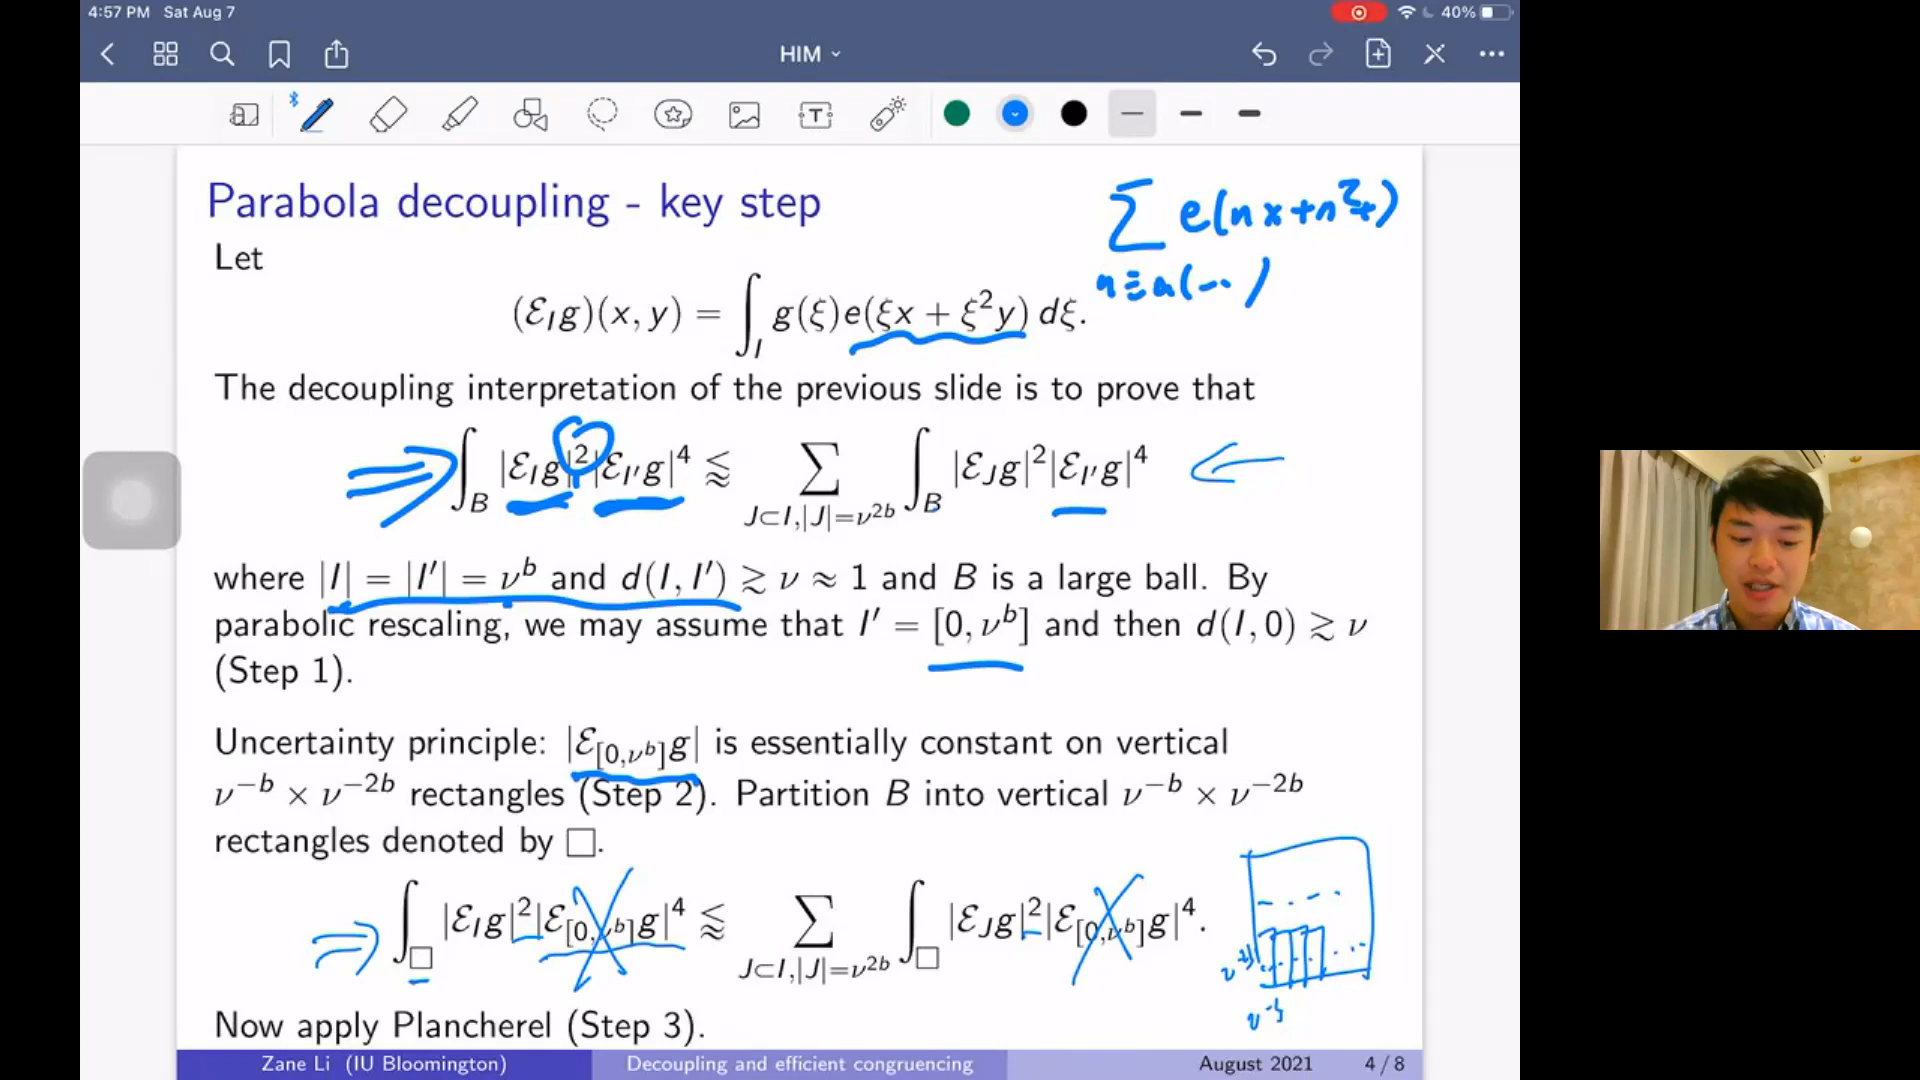 4:57 PM Sat Aug 7 40%
HIM
T
Parabola decoupling - key step
∑ e(nx+n²t)
n≡a(...)
Let
(ℰ_I g)(x, y) = ∫_I g(ξ)e(ξx + ξ²y) dξ.
The decoupling interpretation of the previous slide is to prove that
⇒ ∫_B |ℰ_I g|²|ℰ_{I′} g|⁴ ⪅ ∑_{J⊂I,|J|=ν^{2b}} ∫_B |ℰ_J g|²|ℰ_{I′} g|⁴ ←
where |I| = |I′| = ν^b and d(I, I′) ≳ ν ≈ 1 and B is a large ball. By
parabolic rescaling, we may assume that I′ = [0, ν^b] and then d(I, 0) ≳ ν
(Step 1).
Uncertainty principle: |ℰ_{[0,ν^b]} g| is essentially constant on vertical
ν^{-b} × ν^{-2b} rectangles (Step 2). Partition B into vertical ν^{-b} × ν^{-2b}
rectangles denoted by □.
⇒ ∫_□ |ℰ_I g|²|ℰ_{[0,ν^b]} g|⁴ ⪅ ∑_{J⊂I,|J|=ν^{2b}} ∫_□ |ℰ_J g|²|ℰ_{[0,ν^b]} g|⁴.
ν^{-2b}
ν^{-b}
Now apply Plancherel (Step 3).
Zane Li (IU Bloomington) Decoupling and efficient congruencing August 2021 4 / 8